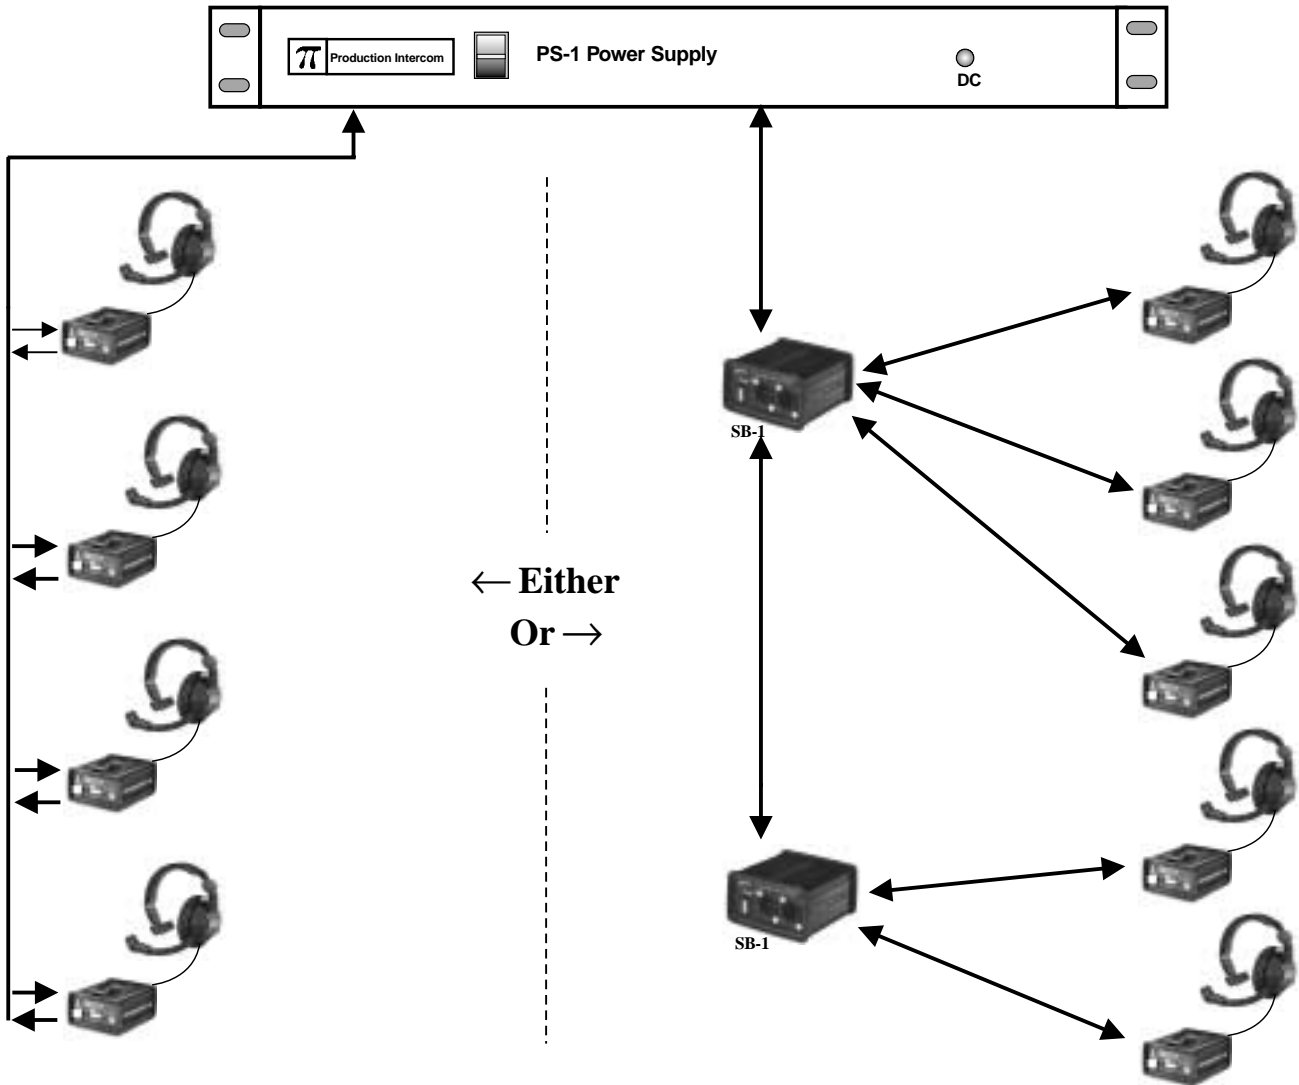 π Production Intercom
PS-1 Power Supply
DC
SB-1
← Either
Or →
SB-1